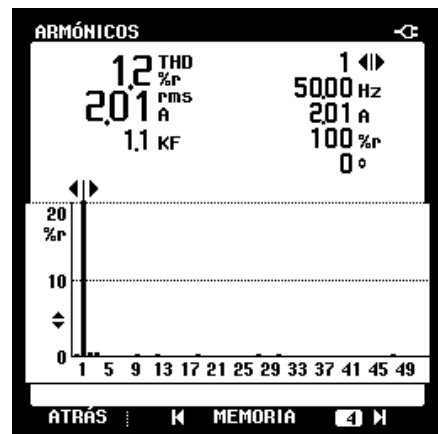 ARMÓNICOS
1,2 THD %r
2,01 rms A
1,1 KF
1
50,00 Hz
2,01 A
100 %r
0 °
20
%r
10
0
1 5 9 13 17 21 25 29 33 37 41 45 49
ATRÁS MEMORIA 4